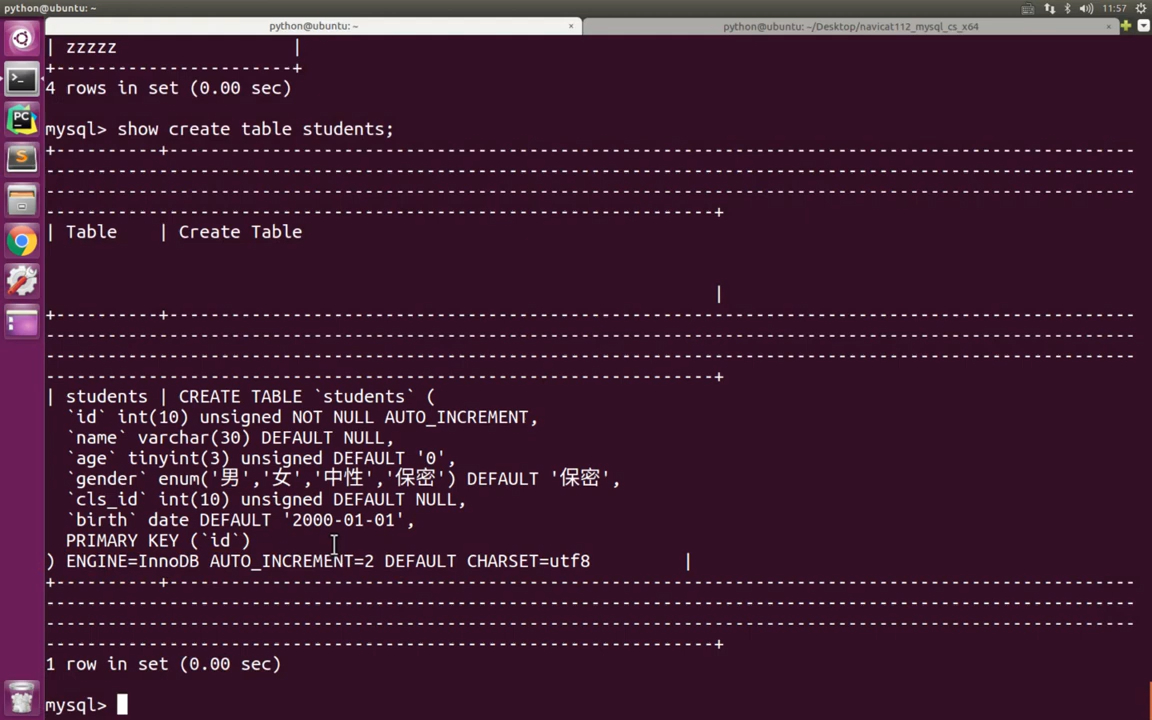 python@ubuntu: ~
11:57
python@ubuntu: ~ ×
python@ubuntu: ~/Desktop/navicat112_mysql_cs_x64 ×
| zzzzz |
+-----------------------+
4 rows in set (0.00 sec)
mysql> show create table students;
+----------+----------------------------------------------------------------------------------------------
----------------------------------------------------------------------------------------------------------
----------------------------------------------------------------------------------------------------------
-----------------------------------------------------------------+
| Table | Create Table
|
+----------+----------------------------------------------------------------------------------------------
----------------------------------------------------------------------------------------------------------
----------------------------------------------------------------------------------------------------------
-----------------------------------------------------------------+
| students | CREATE TABLE `students` (
`id` int(10) unsigned NOT NULL AUTO_INCREMENT,
`name` varchar(30) DEFAULT NULL,
`age` tinyint(3) unsigned DEFAULT '0',
`gender` enum('男','女','中性','保密') DEFAULT '保密',
`cls_id` int(10) unsigned DEFAULT NULL,
`birth` date DEFAULT '2000-01-01',
PRIMARY KEY (`id`)
) ENGINE=InnoDB AUTO_INCREMENT=2 DEFAULT CHARSET=utf8 |
+----------+----------------------------------------------------------------------------------------------
----------------------------------------------------------------------------------------------------------
----------------------------------------------------------------------------------------------------------
-----------------------------------------------------------------+
1 row in set (0.00 sec)
mysql>